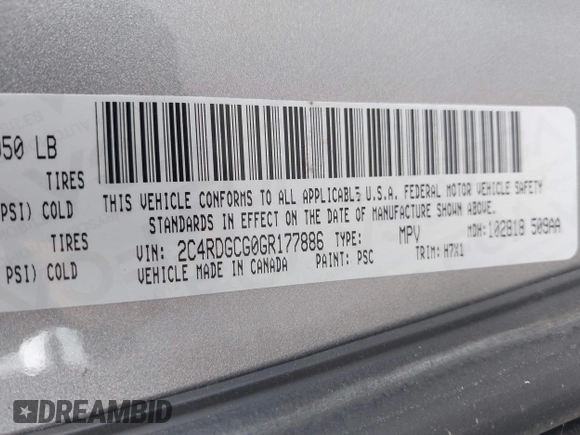 050 LB
TIRES
PSI) COLD
TIRES
PSI) COLD
THIS VEHICLE CONFORMS TO ALL APPLICABLE U.S.A. FEDERAL MOTOR VEHICLE SAFETY
STANDARDS IN EFFECT ON THE DATE OF MANUFACTURE SHOWN ABOVE.
VIN: 2C4RDGCG0GR177886 TYPE: MPV MDH: 102818 509AA
VEHICLE MADE IN CANADA PAINT: PSC TRIM: H7X1
DREAMBID